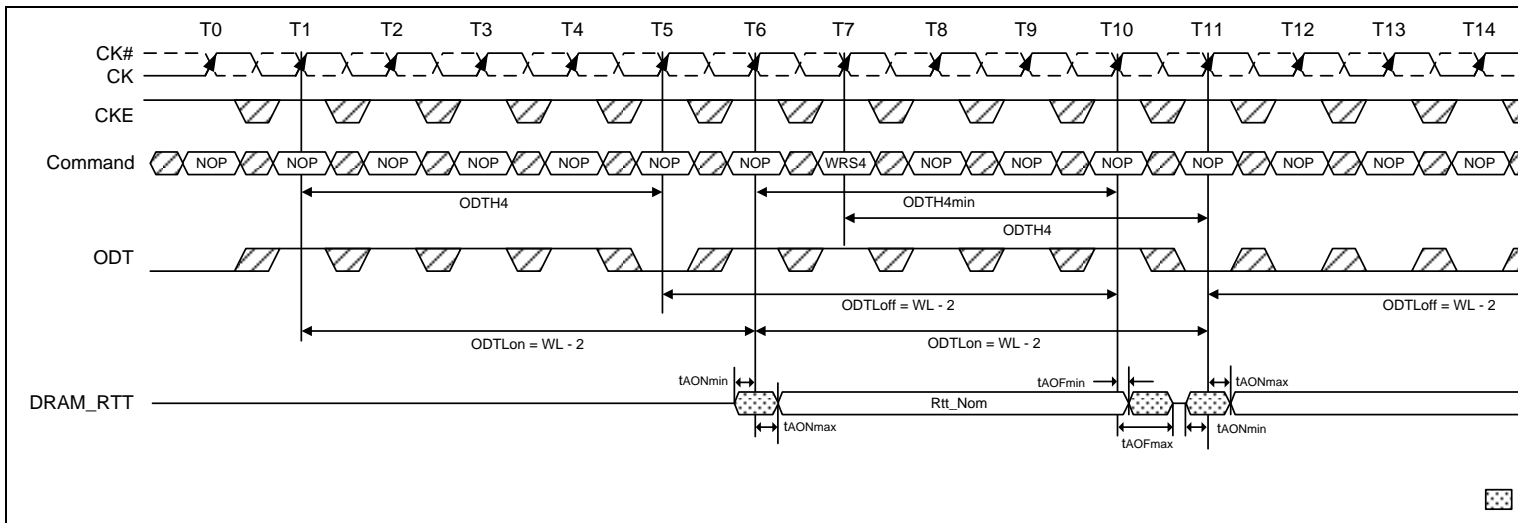 T0 T1 T2 T3 T4 T5 T6 T7 T8 T9 T10 T11 T12 T13 T14
CK#
CK
CKE
Command NOP NOP NOP NOP NOP NOP NOP WRS4 NOP NOP NOP NOP NOP NOP NOP
ODTH4 ODTH4min
ODTH4
ODT
ODTLoff = WL - 2 ODTLoff = WL - 2
ODTLon = WL - 2 ODTLon = WL - 2
tAONmin tAOFmin tAONmax
DRAM_RTT Rtt_Nom
tAONmax tAOFmax tAONmin